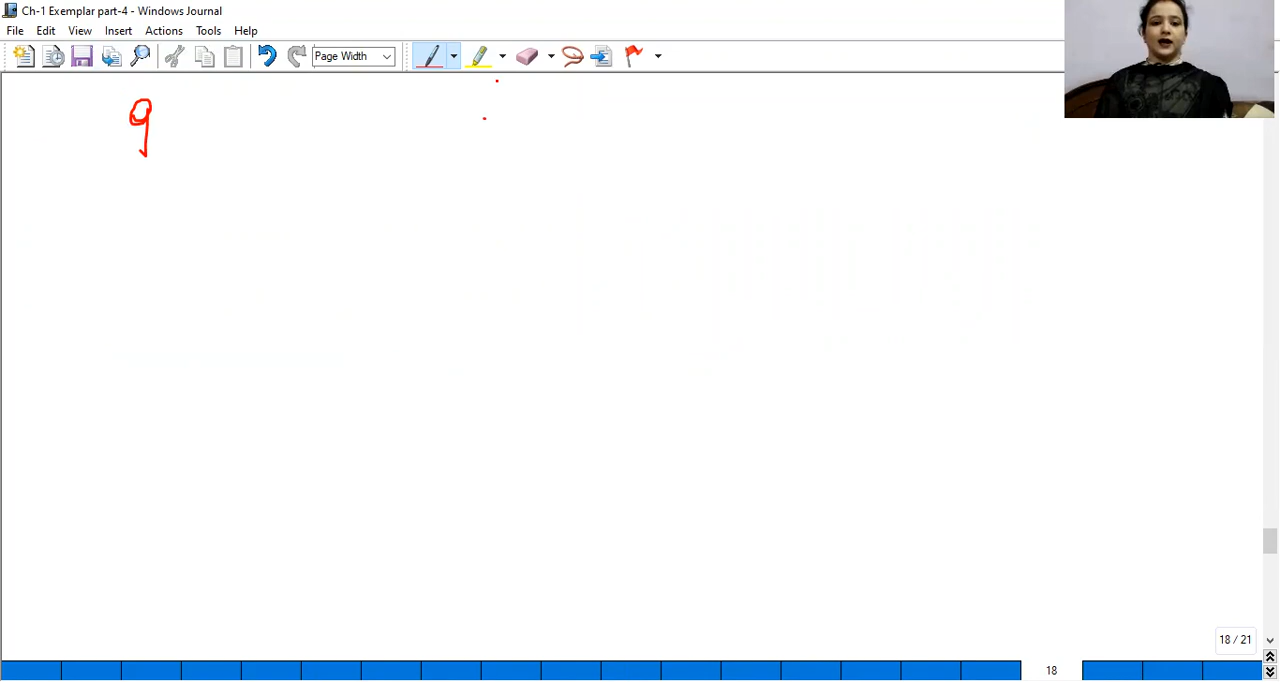 Ch-1 Exemplar part-4 - Windows Journal
File Edit View Insert Actions Tools Help
Page Width
9
18 / 21
18